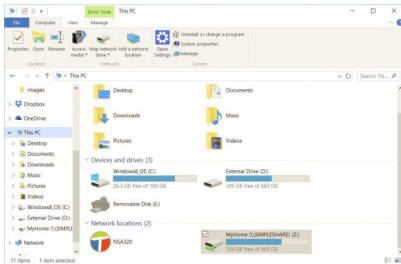 Drive Tools This PC
File Computer View Manage
Properties Open Rename Access media Map network drive Add a network location Open Settings Uninstall or change a program
System properties
Manage
Location Network System
This PC Search This P...
Images Desktop Documents
Dropbox
OneDrive Downloads Music
This PC
Desktop Pictures Videos
Documents
Downloads Devices and drives (3)
Music Windows8_OS (C:) External Drive (D:)
Pictures 26.3 GB free of 100 GB 305 GB free of 683 GB
Videos
Windows8_OS (C:) Removable Disk (E:)
External Drive (D:)
MyHome (\\SIMPLE Network locations (2)
Network NSA320 MyHome (\\SIMPLESHARE) (Z:)
154 GB free of 465 GB
11 items 1 item selected